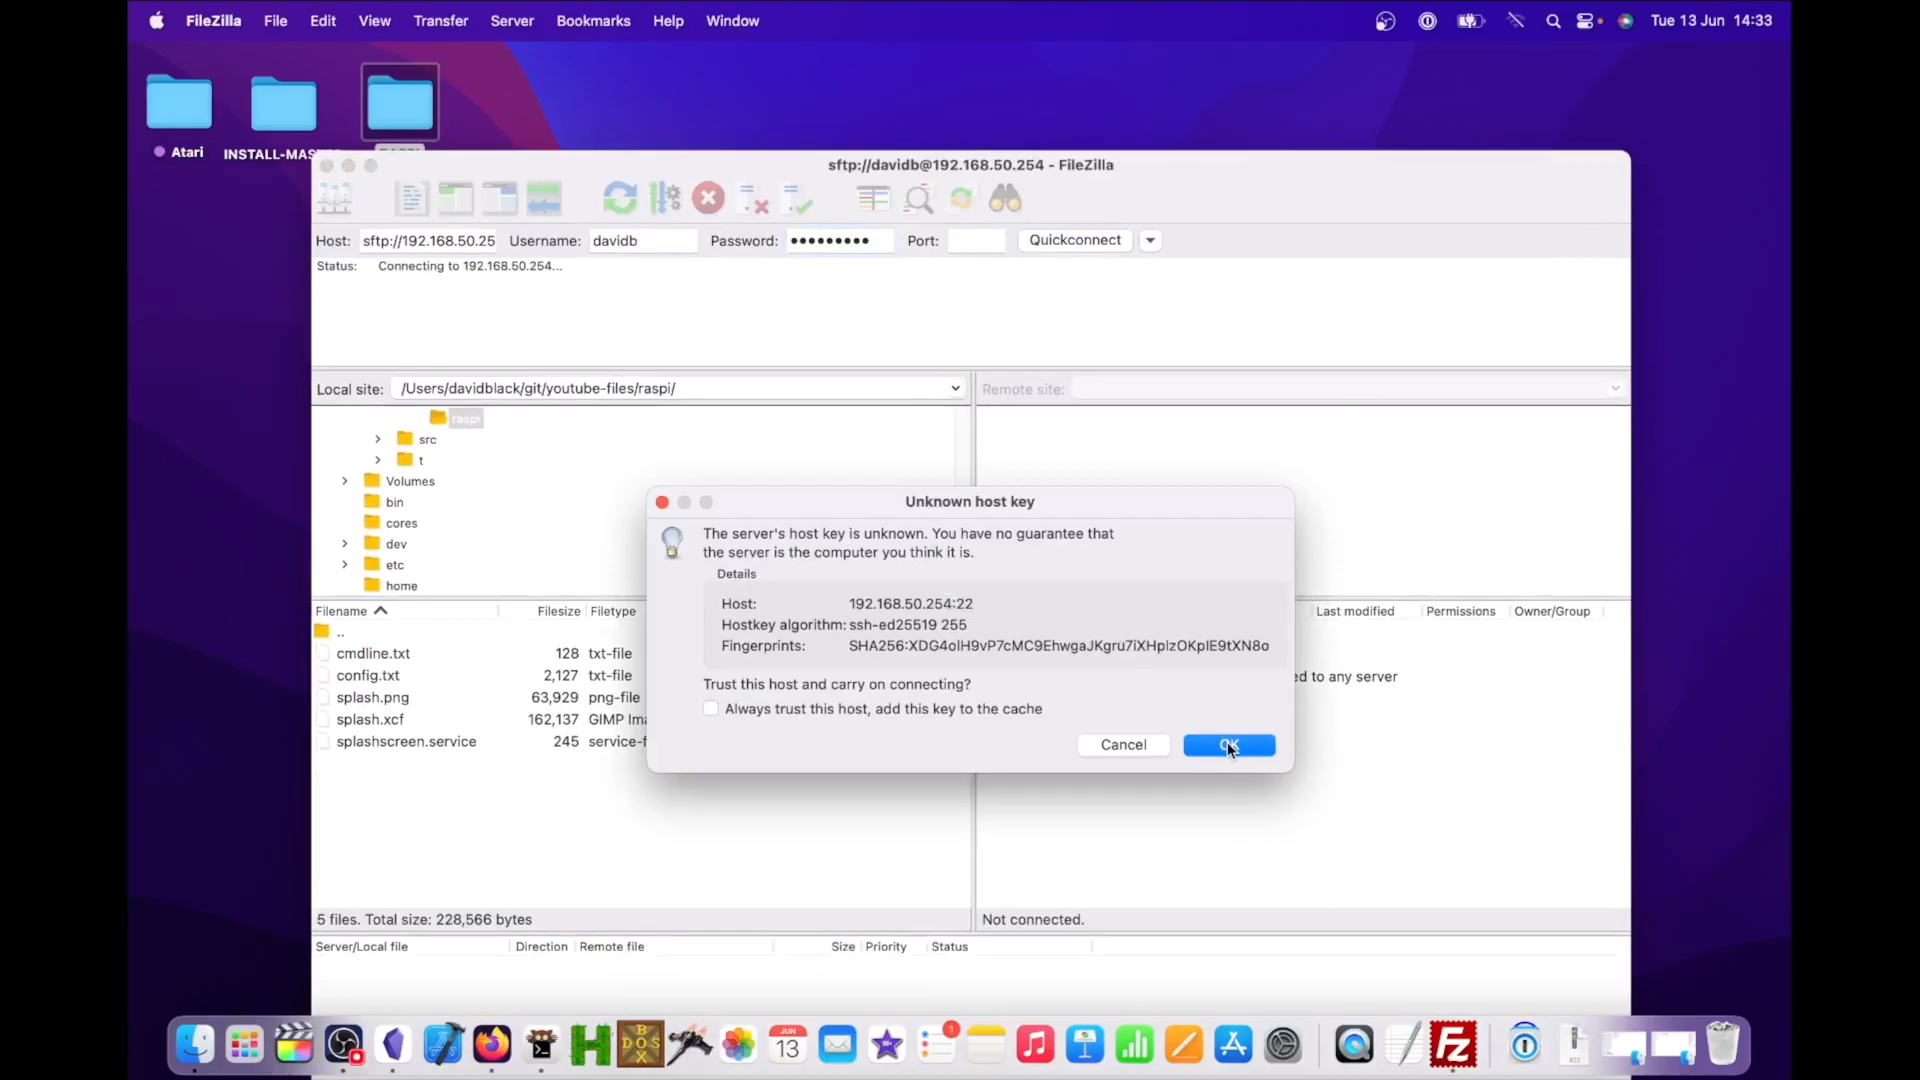 FileZilla File Edit View Transfer Server Bookmarks Help Window Tue 13 Jun 14:33
Atari
INSTALL-MAS
sftp://davidb@192.168.50.254 - FileZilla
Host: sftp://192.168.50.25 Username: davidb Password: ●●●●●●●●● Port: Quickconnect
Status: Connecting to 192.168.50.254...
Local site: /Users/davidblack/git/youtube-files/raspi/
Remote site:
raspi
src
t
Volumes
bin
cores
dev
etc
home
Unknown host key
The server's host key is unknown. You have no guarantee that
the server is the computer you think it is.
Details
Host: 192.168.50.254:22
Hostkey algorithm: ssh-ed25519 255
Fingerprints: SHA256:XDG4olH9vP7cMC9EhwgaJKgru7iXHplzOKplE9tXN8o
Trust this host and carry on connecting?
Always trust this host, add this key to the cache
Cancel OK
Filename Filesize Filetype Last modified Permissions Owner/Group
..
cmdline.txt 128 txt-file
config.txt 2,127 txt-file
ed to any server
splash.png 63,929 png-file
splash.xcf 162,137 GIMP Im
splashscreen.service 245 service-f
5 files. Total size: 228,566 bytes
Not connected.
Server/Local file Direction Remote file Size Priority Status
JUN
13
BOX
DOS
1